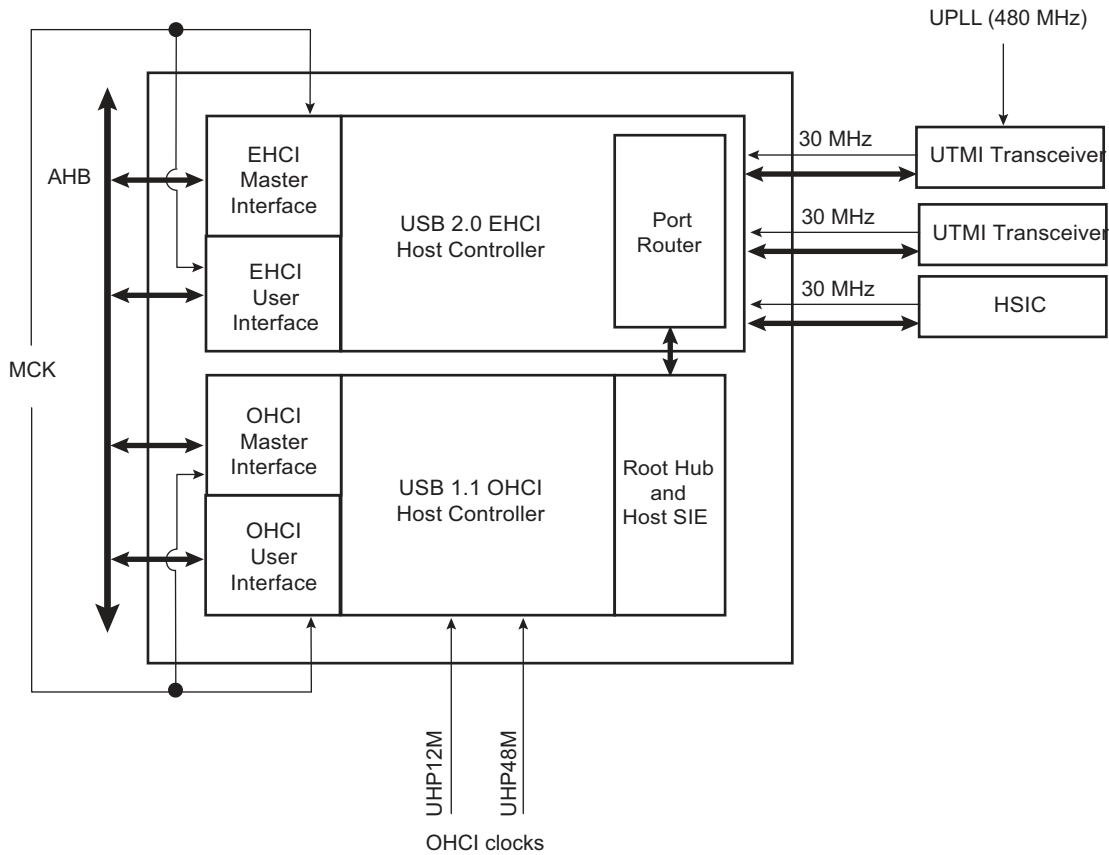 UPLL (480 MHz)
AHB
EHCI
Master
Interface
EHCI
User
Interface
USB 2.0 EHCI
Host Controller
Port
Router
30 MHz
UTMI Transceiver
30 MHz
UTMI Transceiver
30 MHz
HSIC
MCK
OHCI
Master
Interface
OHCI
User
Interface
USB 1.1 OHCI
Host Controller
Root Hub
and
Host SIE
UHP12M
UHP48M
OHCI clocks